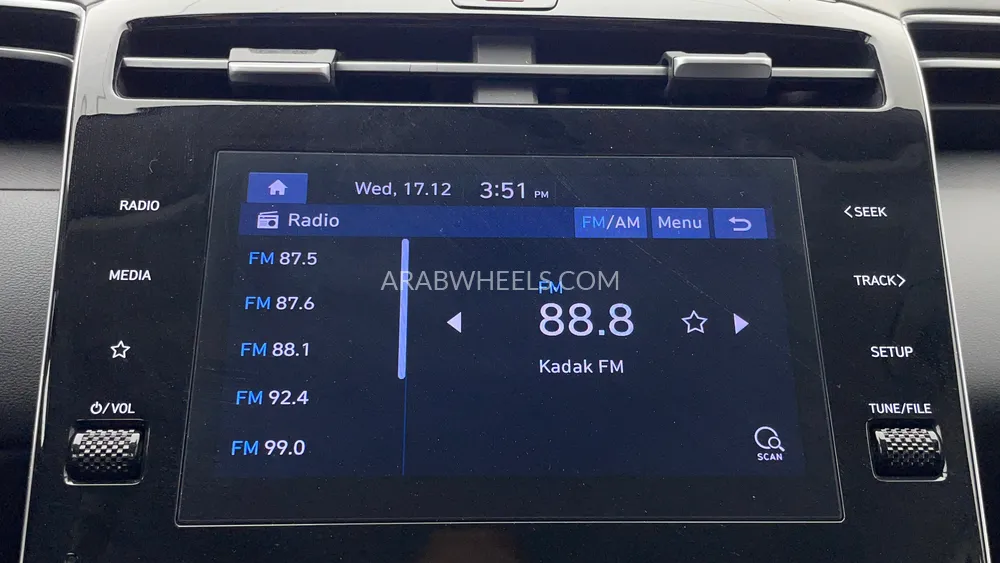 Wed, 17.12 3:51 PM
RADIO
Radio FM/AM Menu
<SEEK
FM 87.5
MEDIA
ARABWHEELS.COM
FM
TRACK>
FM 87.6
88.8
FM 88.1
SETUP
Kadak FM
FM 92.4
⏻/VOL
TUNE/FILE
FM 99.0
SCAN